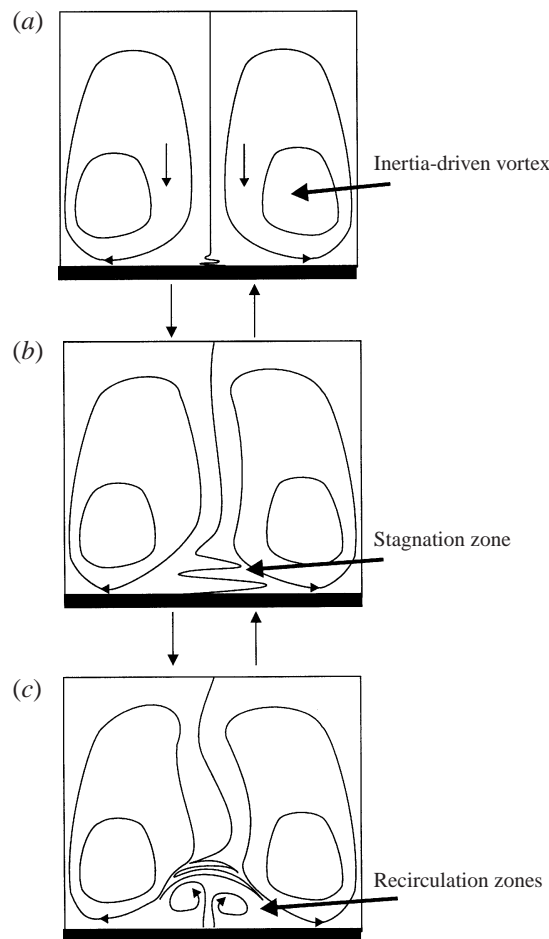 (a)
Inertia-driven vortex
(b)
Stagnation zone
(c)
Recirculation zones